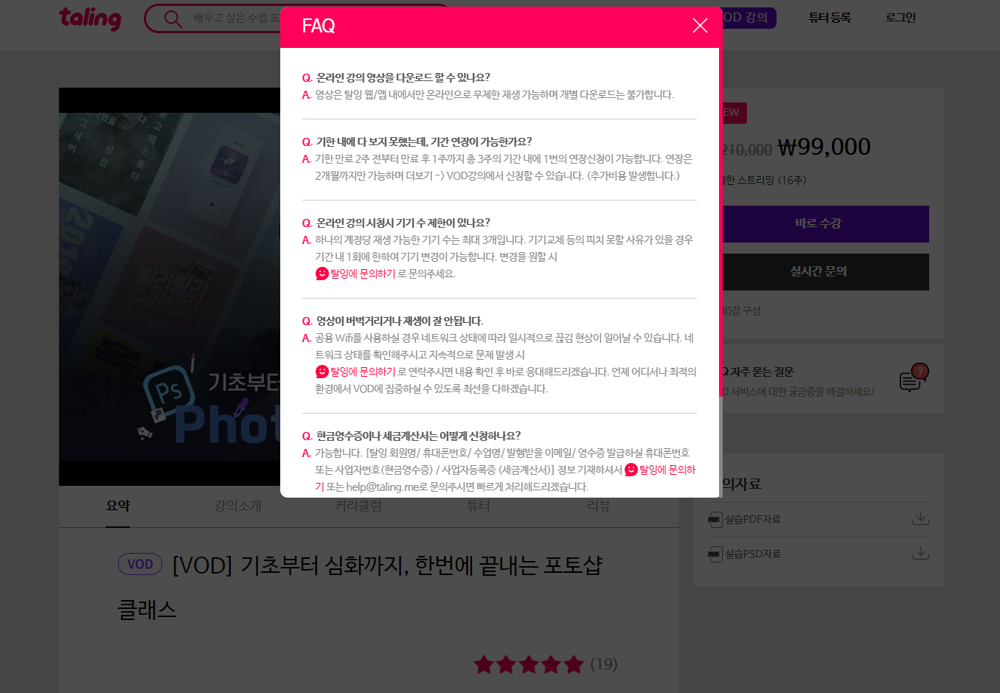 taling
배우고 싶은 수업 또
OD 강의
튜터 등록
로그인
FAQ
Q. 온라인 강의 영상을 다운로드 할 수 있나요?
A. 영상은 탈잉 웹/앱 내에서만 온라인으로 무제한 재생 가능하며 개별 다운로드는 불가합니다.
Q. 기한 내에 다 보지 못했는데, 기간 연장이 가능한가요?
A. 기한 만료 2주 전부터 만료 후 1주까지 총 3주의 기간 내에 1번의 연장신청이 가능합니다. 연장은
2개월까지만 가능하며 더보기 -> VOD강의에서 신청할 수 있습니다. (추가비용 발생합니다.)
Q. 온라인 강의 시청시 기기 수 제한이 있나요?
A. 하나의 계정당 재생 가능한 기기 수는 최대 3개입니다. 기기교체 등의 피치 못할 사유가 있을 경우
기간 내 1회에 한하여 기기 변경이 가능합니다. 변경을 원할 시
탈잉에 문의하기 로 문의주세요.
Q. 영상이 버벅거리거나 재생이 잘 안됩니다.
A. 공용 Wifi를 사용하실 경우 네트워크 상태에 따라 일시적으로 끊김 현상이 일어날 수 있습니다. 네
트워크 상태를 확인해주시고 지속적으로 문제 발생 시
탈잉에 문의하기 로 연락주시면 내용 확인 후 바로 응대해드리겠습니다. 언제 어디서나 최적의
환경에서 VOD에 집중하실 수 있도록 최선을 다하겠습니다.
Q. 현금영수증이나 세금계산서는 어떻게 신청하나요?
A. 가능합니다. [탈잉 회원명/ 휴대폰번호/ 수업명/ 발행받을 이메일/ 영수증 발급하실 휴대폰번호
또는 사업자번호(현금영수증) / 사업자등록증 (세금계산서)] 정보 기재하셔서 탈잉에 문의하
기 또는 help@taling.me로 문의주시면 빠르게 처리해드리겠습니다.
EW
210,000 ₩99,000
한 스트리밍 (16주)
바로 수강
실시간 문의
30강 구성
Q 자주 묻는 질문
D 서비스에 대한 궁금증을 해결하세요!
의자료
PDF 실습PDF자료
PDF 실습PSD자료
2019
랄라랄라
슈퍼세일
Ps
기초부터
Phot
요약
강의소개
커리큘럼
튜터
리뷰
VOD [VOD] 기초부터 심화까지, 한번에 끝내는 포토샵
클래스
(19)